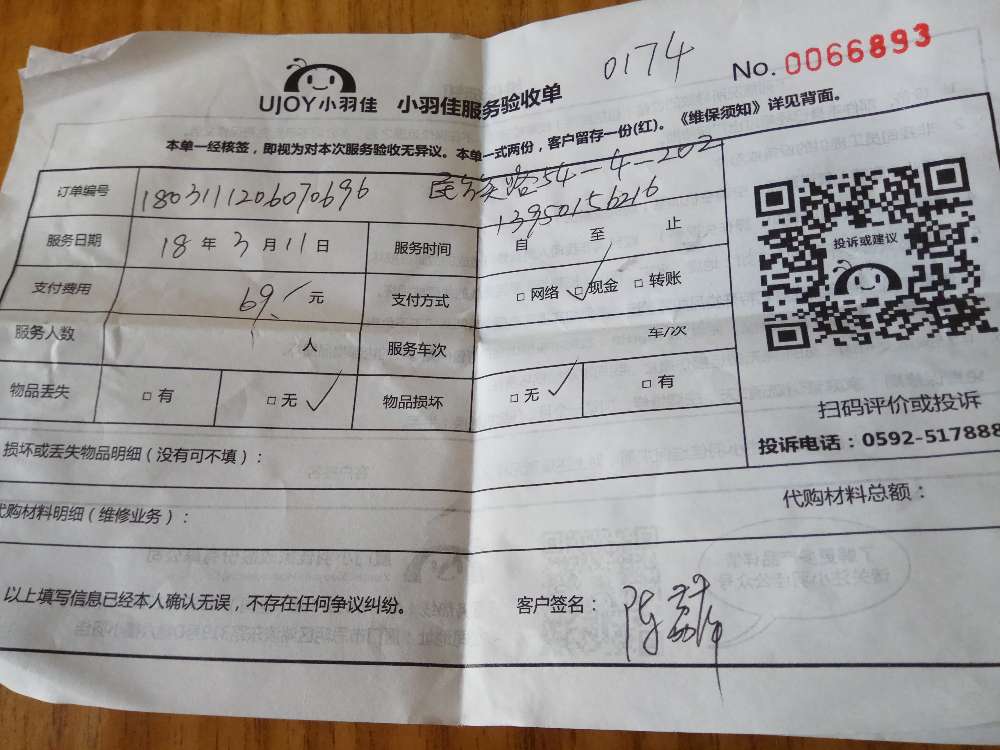 0174
No. 0066893
UJOY小羽佳 小羽佳服务验收单
本单一经核签，即视为对本次服务验收无异议。本单一式两份，客户留存一份(红)。《维保须知》详见背面。
订单编号 1803111206070696 路54-4-202
13950156216
服务日期 18年3月11日 服务时间 自 至 止
支付费用 69.元 支付方式 □网络 □现金 □转账
服务人数 人 服务车次 车/次
物品丢失 □有 □无 物品损坏 □无 □有
投诉或建议
扫码评价或投诉
投诉电话：0592-517888
损坏或丢失物品明细（没有可不填）：
代购材料明细（维修业务）： 代购材料总额：
以上填写信息已经本人确认无误，不存在任何争议纠纷。 客户签名：陈